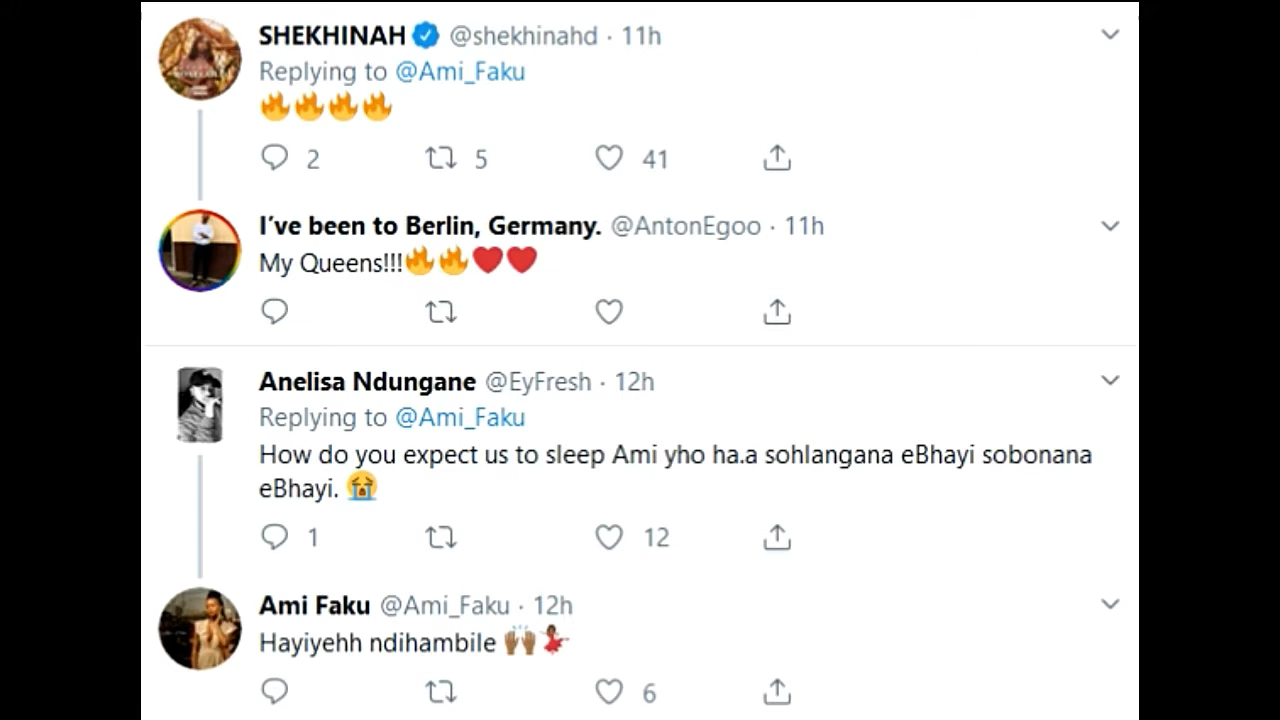 SHEKHINAH @shekhinahd · 11h
Replying to @Ami_Faku
🔥🔥🔥🔥
2 5 41
I’ve been to Berlin, Germany. @AntonEgoo · 11h
My Queens!!!🔥🔥❤️❤️
Anelisa Ndungane @EyFresh · 12h
Replying to @Ami_Faku
How do you expect us to sleep Ami yho ha.a sohlangana eBhayi sobonana
eBhayi. 😭
1 12
Ami Faku @Ami_Faku · 12h
Hayiyehh ndihambile 🙌🏾💃🏾
6